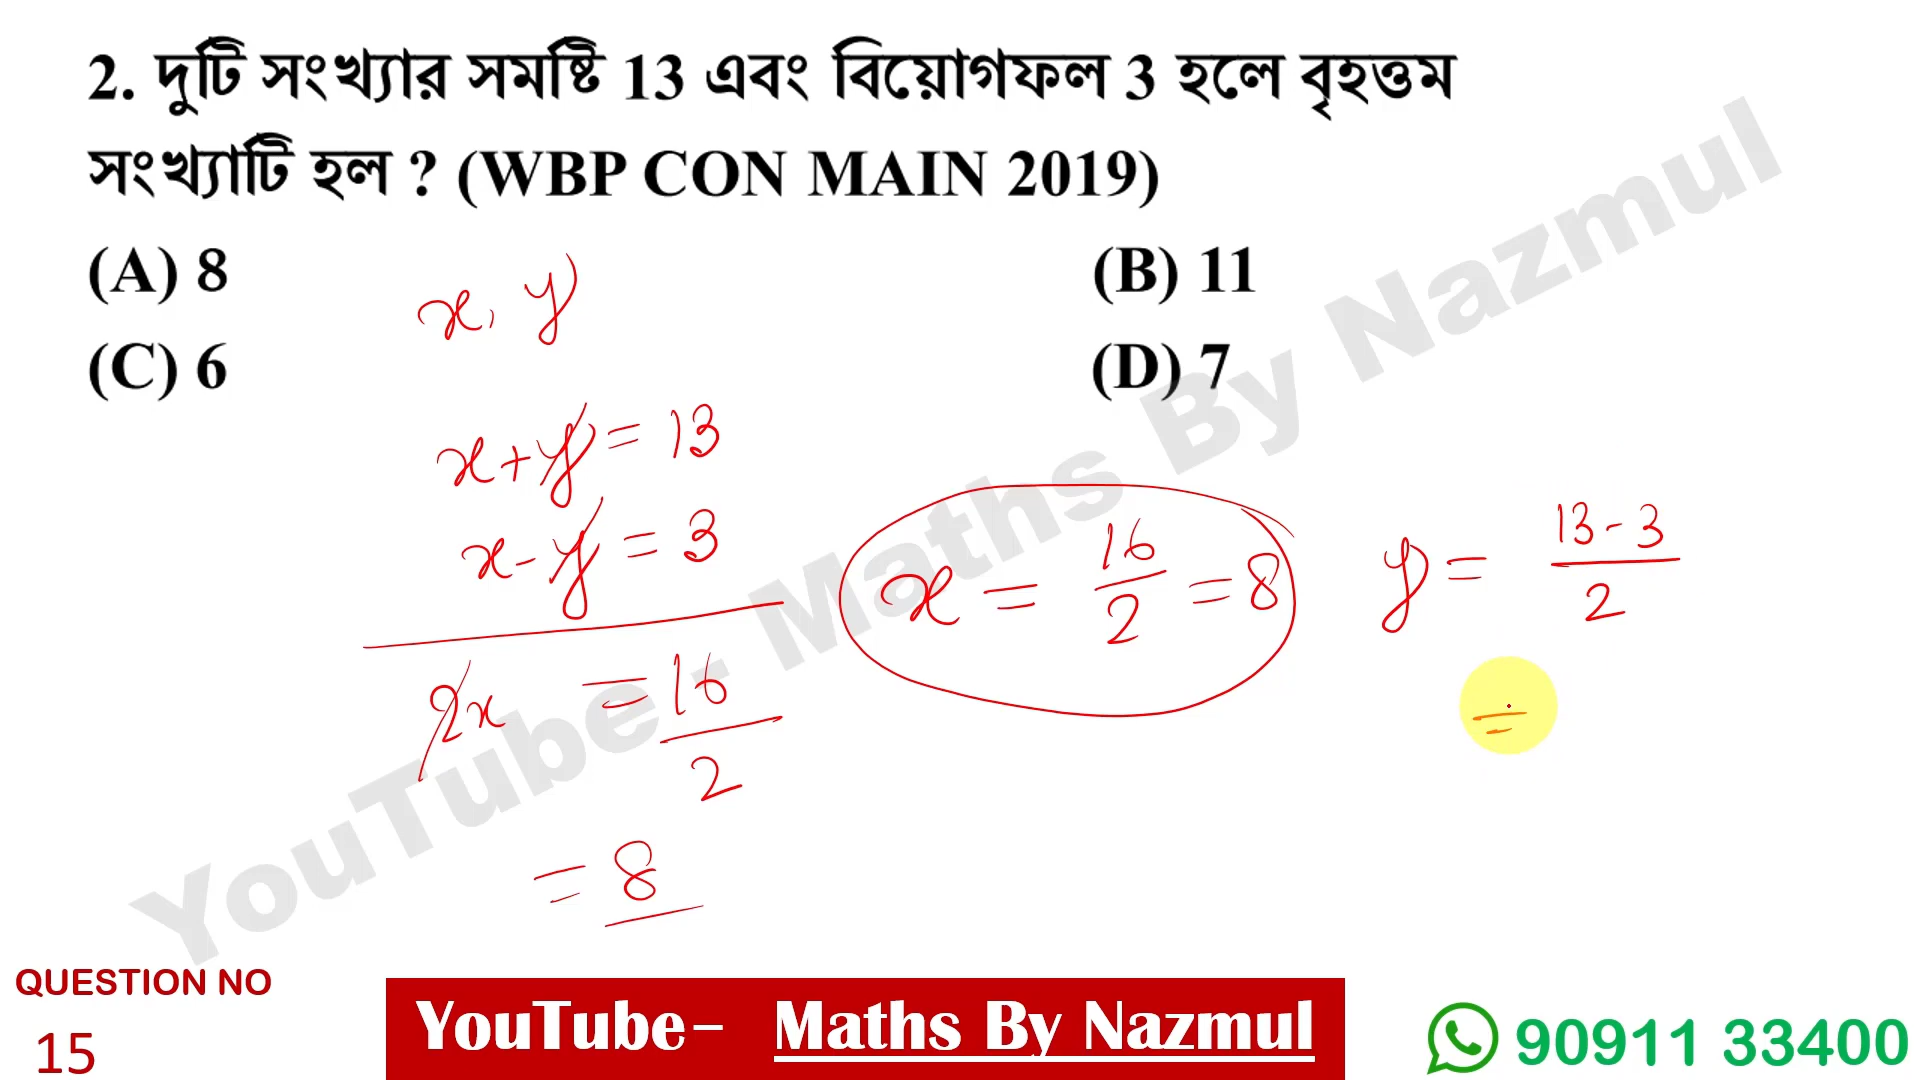 2. দুটি সংখ্যার সমষ্টি 13 এবং বিয়োগফল 3 হলে বৃহত্তম
সংখ্যাটি হল ? (WBP CON MAIN 2019)
(A) 8
(B) 11
(C) 6
(D) 7
x, y
x + y = 13
x - y = 3
2x = 16/2
= 8
x = 16/2 = 8
y = 13 - 3/2
=
YouTube - Maths By Nazmul
QUESTION NO
15
YouTube– Maths By Nazmul
90911 33400